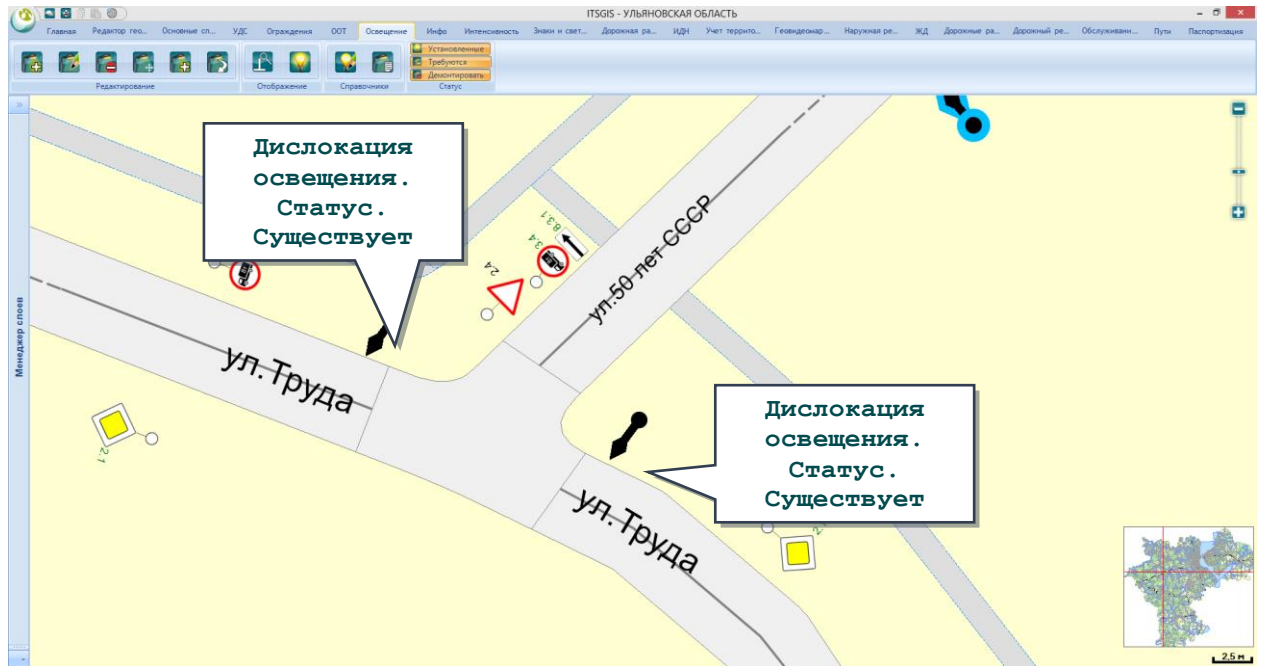 ITSGIS - УЛЬЯНОВСКАЯ ОБЛАСТЬ
Главная Редактор гео... Основные сл... УДС Ограждения ООТ Освещение Инфо Интенсивность Знаки и свет... Дорожная ра... ИДН Учет террито... Геовидеомар... Наружная ре... ЖД Дорожные ра... Дорожный ре... Обслуживани... Пути Паспортизация
Установленные
Требуются
Демонтировать
Редактирование Отображение Справочники Статус
Менеджер слоев
Дислокация
освещения.
Статус.
Существует
8.3.1
3.4
2.4
ул.50 лет СССР
ул.Труда
2.1
Дислокация
освещения.
Статус.
Существует
ул.Труда
2,5 м